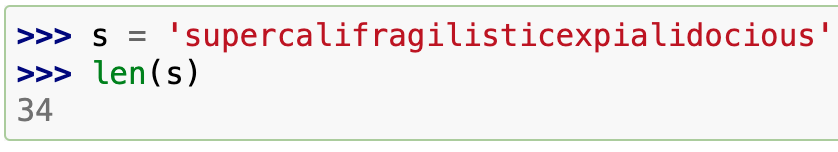 >>> s = 'supercalifragilisticexpialidocious'
>>> len(s)
34